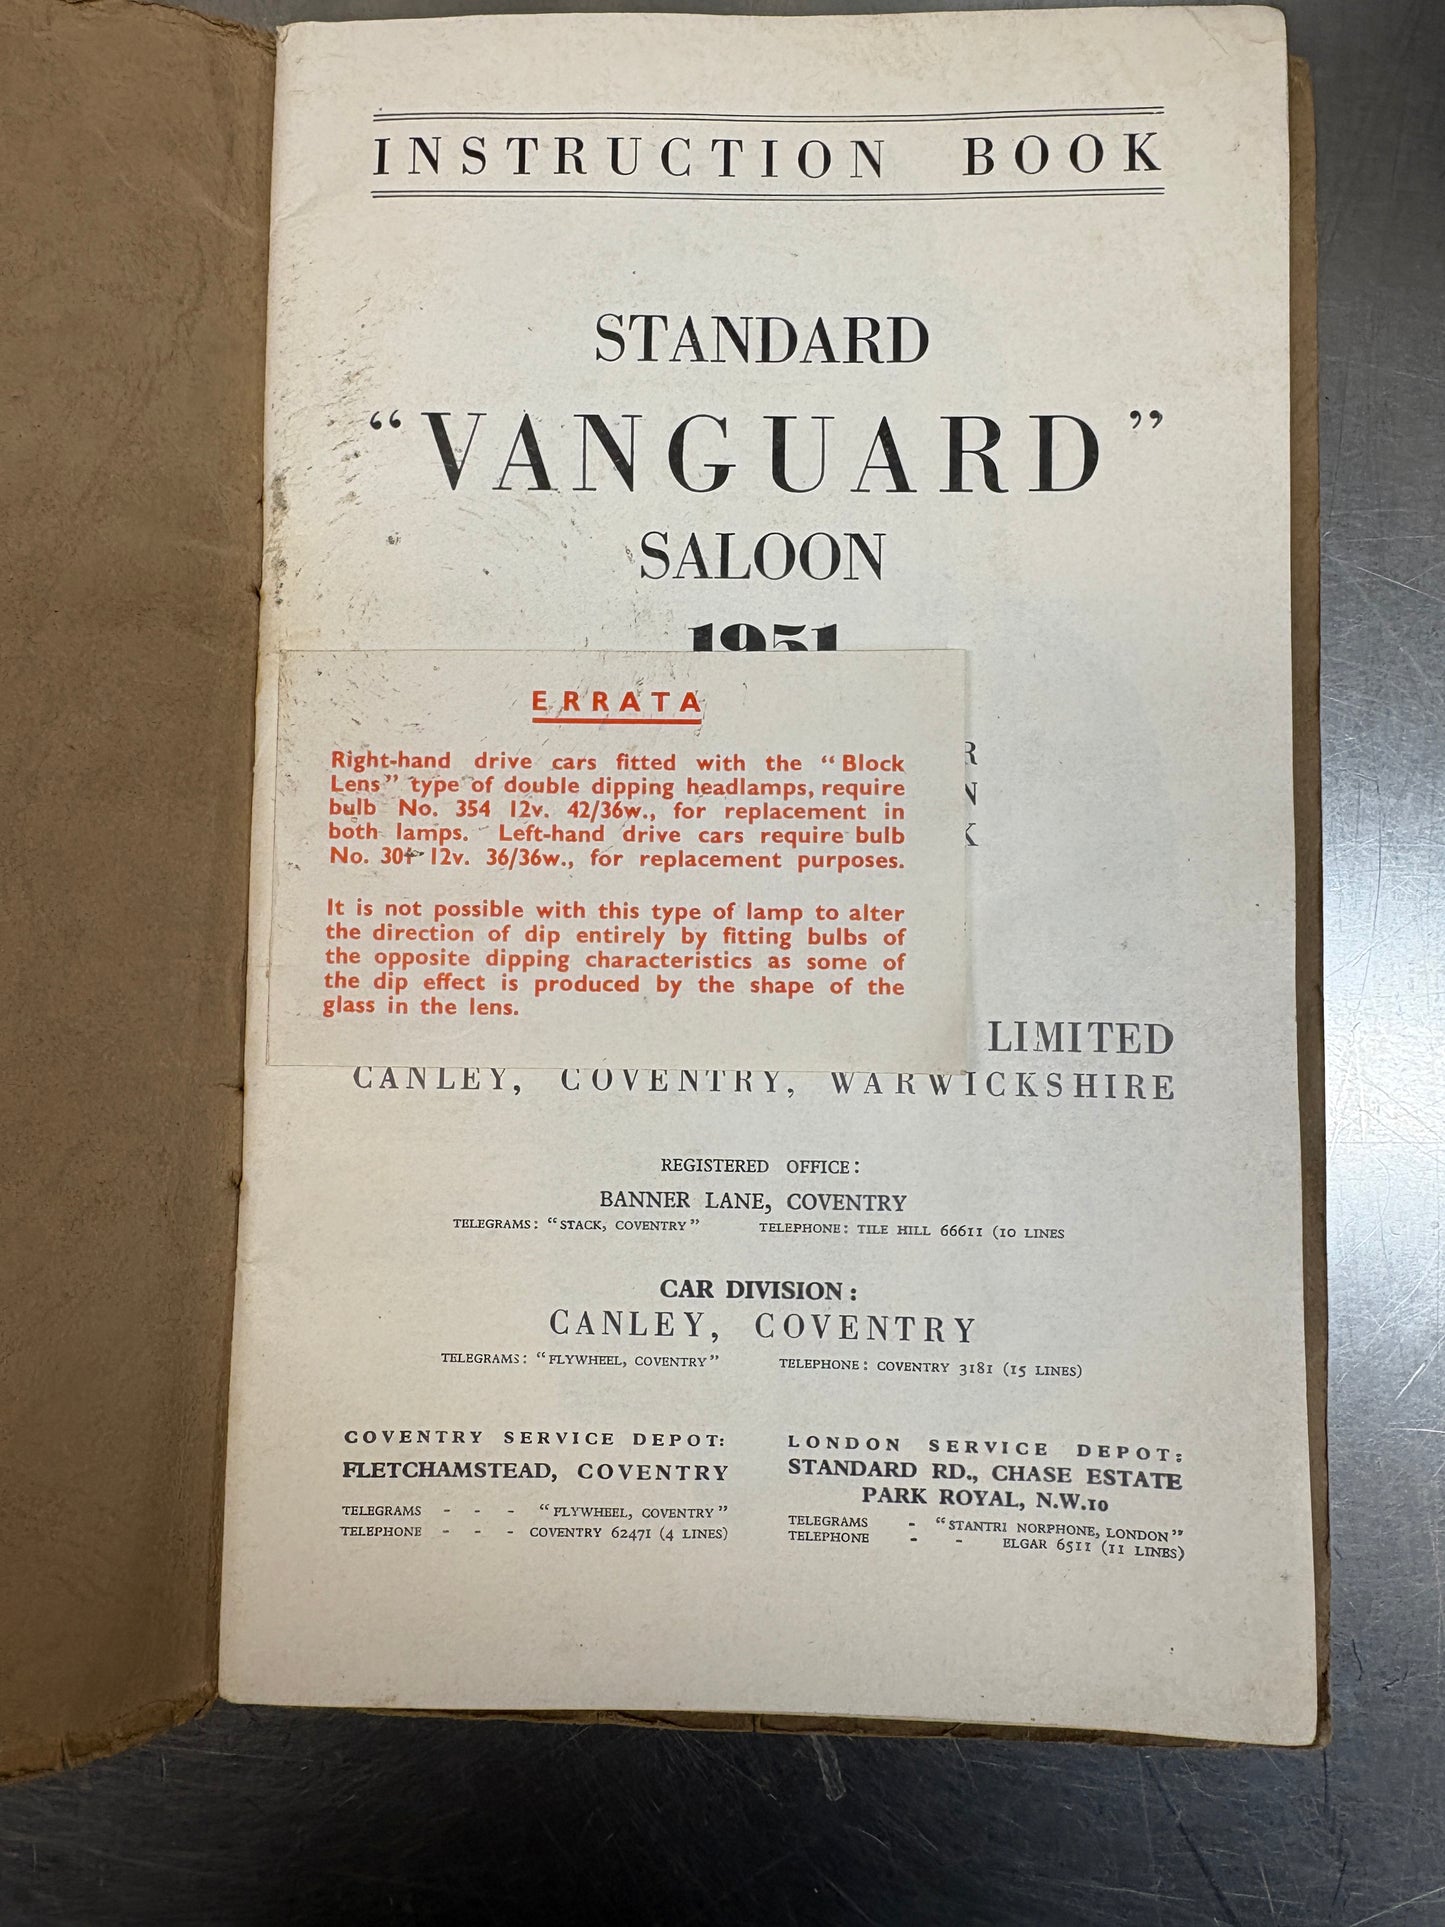 INSTRUCTION BOOK
STANDARD
“VANGUARD”
SALOON
1951
ERRATA
Right-hand drive cars fitted with the “Block
Lens” type of double dipping headlamps, require
bulb No. 354 12v. 42/36w., for replacement in
both lamps. Left-hand drive cars require bulb
No. 12v. 36/36w., for replacement purposes.
It is not possible with this type of lamp to alter
the direction of dip entirely by fitting bulbs of
the opposite dipping characteristics as some of
the dip effect is produced by the shape of the
glass in the lens.
R
N
K
LIMITED
CANLEY, COVENTRY, WARWICKSHIRE
REGISTERED OFFICE:
BANNER LANE, COVENTRY
TELEGRAMS: “STACK, COVENTRY” TELEPHONE: TILE HILL 66611 (10 LINES
CAR DIVISION:
CANLEY, COVENTRY
TELEGRAMS: “FLYWHEEL, COVENTRY” TELEPHONE: COVENTRY 3181 (15 LINES)
COVENTRY SERVICE DEPOT:
FLETCHAMSTEAD, COVENTRY
TELEGRAMS - - - “FLYWHEEL, COVENTRY”
TELEPHONE - - - COVENTRY 62471 (4 LINES)
LONDON SERVICE DEPOT:
STANDARD RD., CHASE ESTATE
PARK ROYAL, N.W.10
TELEGRAMS - “STANTRI NORPHONE, LONDON”
TELEPHONE - - ELGAR 6511 (11 LINES)